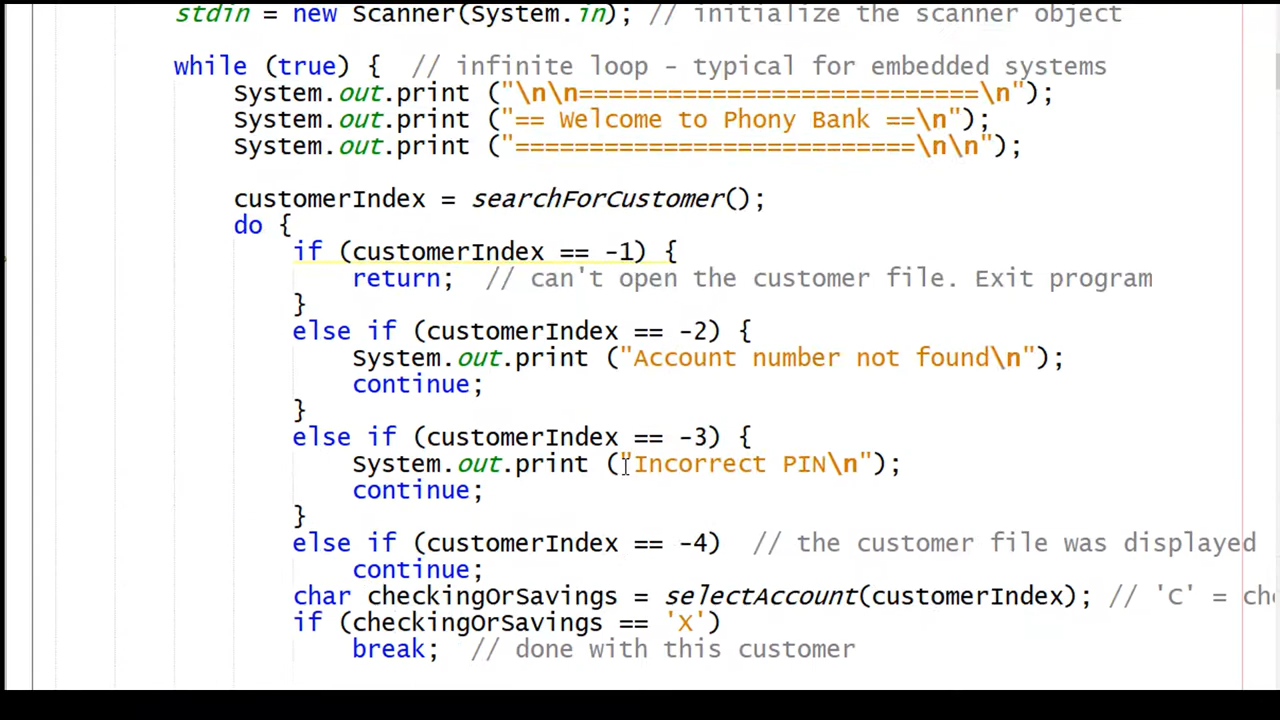 stdin = new Scanner(System.in); // initialize the scanner object
while (true) {  // infinite loop - typical for embedded systems
System.out.print ("\n\n===========================\n");
System.out.print ("== Welcome to Phony Bank ==\n");
System.out.print ("===========================\n\n");
customerIndex = searchForCustomer();
do {
if (customerIndex == -1) {
return;  // can't open the customer file. Exit program
}
else if (customerIndex == -2) {
System.out.print ("Account number not found\n");
continue;
}
else if (customerIndex == -3) {
System.out.print ("Incorrect PIN\n");
continue;
}
else if (customerIndex == -4)  // the customer file was displayed
continue;
char checkingOrSavings = selectAccount(customerIndex); // 'C' =
if (checkingOrSavings == 'X')
break;  // done with this customer